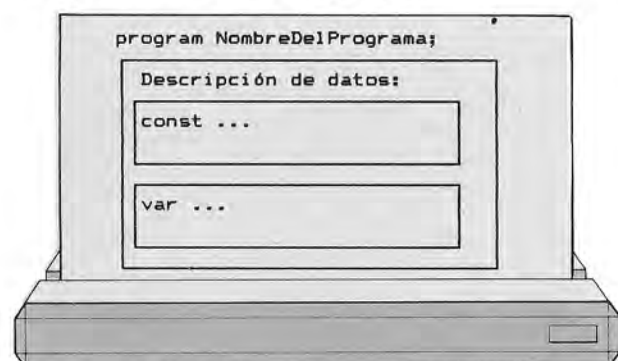 program NombreDelPrograma;
Descripción de datos:
const ...
var ...